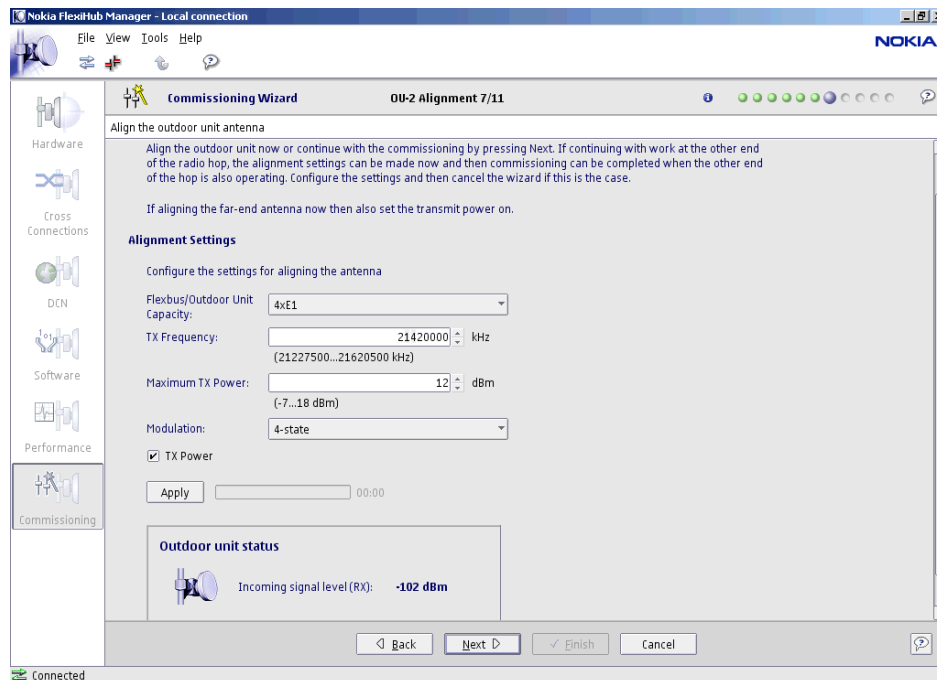 Nokia FlexiHub Manager - Local connection
File View Tools Help
NOKIA
Commissioning Wizard OU-2 Alignment 7/11
Align the outdoor unit antenna
Align the outdoor unit now or continue with the commissioning by pressing Next. If continuing with work at the other end
of the radio hop, the alignment settings can be made now and then commissioning can be completed when the other end
of the hop is also operating. Configure the settings and then cancel the wizard if this is the case.
If aligning the far-end antenna now then also set the transmit power on.
Alignment Settings
Configure the settings for aligning the antenna
Flexbus/Outdoor Unit
Capacity:
4xE1
TX Frequency: 21420000 kHz
(21227500...21620500 kHz)
Maximum TX Power: 12 dBm
(-7...18 dBm)
Modulation: 4-state
TX Power
Apply 00:00
Outdoor unit status
Incoming signal level (RX): -102 dBm
Hardware
Cross
Connections
DCN
Software
Performance
Commissioning
Back Next Finish Cancel
Connected